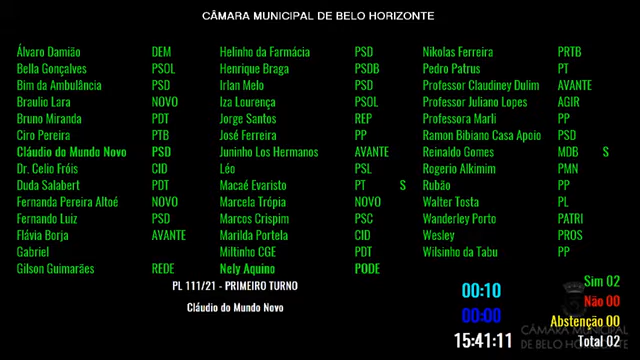 CÂMARA MUNICIPAL DE BELO HORIZONTE
Álvaro Damião DEM Helinho da Farmácia PSD Nikolas Ferreira PRTB
Bella Gonçalves PSOL Henrique Braga PSDB Pedro Patrus PT
Bim da Ambulância PSD Irlan Melo PSD Professor Claudiney Dulim AVANTE
Braulio Lara NOVO Iza Lourença PSOL Professor Juliano Lopes AGIR
Bruno Miranda PDT Jorge Santos REP Professora Marli PP
Ciro Pereira PTB José Ferreira PP Ramon Bibiano Casa Apoio PSD
Cláudio do Mundo Novo PSD Juninho Los Hermanos AVANTE Reinaldo Gomes MDB S
Dr. Celio Fróis CID Léo PSL Rogerio Alkimim PMN
Duda Salabert PDT Macaé Evaristo PT S Rubão PP
Fernanda Pereira Altoé NOVO Marcela Trópia NOVO Walter Tosta PL
Fernando Luiz PSD Marcos Crispim PSC Wanderley Porto PATRI
Flávia Borja AVANTE Marilda Portela CID Wesley PROS
Gabriel Miltinho CGE PDT Wilsinho da Tabu PP
Gilson Guimarães REDE Nely Aquino PODE
PL 111/21 - PRIMEIRO TURNO
Cláudio do Mundo Novo
00:10
00:00
15:41:11
Sim 02
Não 00
Abstenção 00
Total 02
CÂMARA MUNICIPAL
DE BELO HORIZONTE